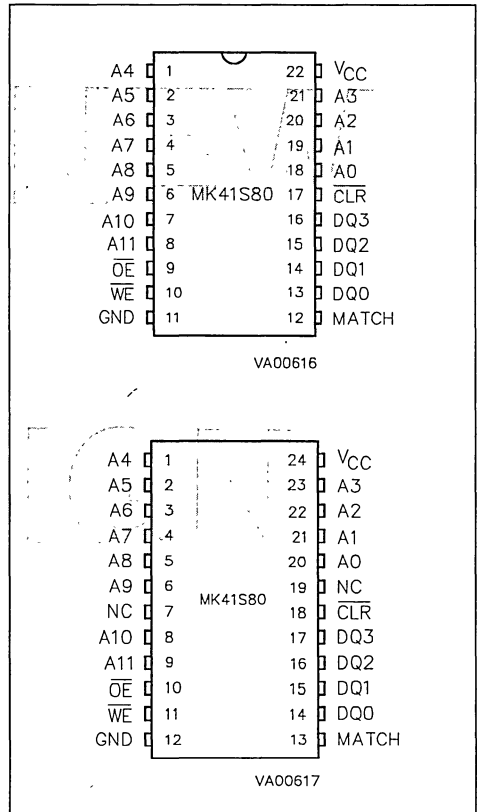 A4 1 22 VCC
A5 2 21 A3
A6 3 20 A2
A7 4 19 A1
A8 5 18 A0
A9 6 MK41S80 17 CLR
A10 7 16 DQ3
A11 8 15 DQ2
OE 9 14 DQ1
WE 10 13 DQ0
GND 11 12 MATCH
VA00616
A4 1 24 VCC
A5 2 23 A3
A6 3 22 A2
A7 4 21 A1
A8 5 20 A0
A9 6 19 NC
MK41S80
NC 7 18 CLR
A10 8 17 DQ3
A11 9 16 DQ2
OE 10 15 DQ1
WE 11 14 DQ0
GND 12 13 MATCH
VA00617